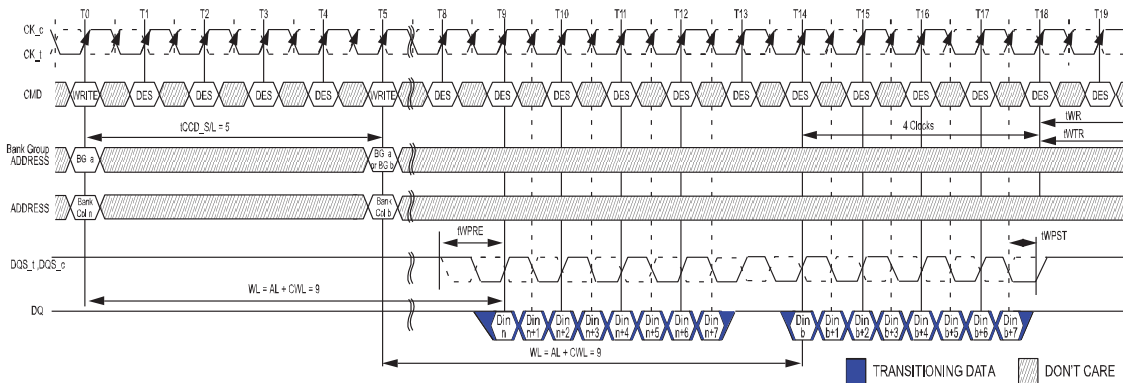 T0 T1 T2 T3 T4 T5 T8 T9 T10 T11 T12 T13 T14 T15 T16 T17 T18 T19
CK_c
CK_t
CMD WRITE DES DES DES DES WRITE DES DES DES DES DES DES DES DES DES DES DES DES
tCCD_S/L = 5
4 Clocks
tWR
tWTR
Bank Group
ADDRESS
BG a
BG a
or BG b
ADDRESS
Bank
Col n
Bank
Col b
tWPRE
tWPST
DQS_t,DQS_c
WL = AL + CWL = 9
DQ
Din
n
Din
n+1
Din
n+2
Din
n+3
Din
n+4
Din
n+5
Din
n+6
Din
n+7
Din
b
Din
b+1
Din
b+2
Din
b+3
Din
b+4
Din
b+5
Din
b+6
Din
b+7
WL = AL + CWL = 9
TRANSITIONING DATA
DON'T CARE